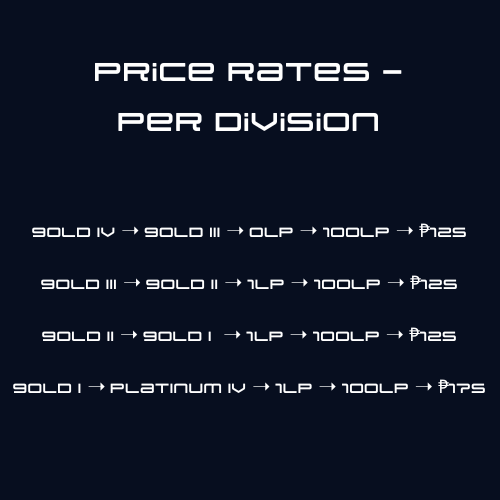 Price Rates -
Per Division
Gold IV → Gold III → 0LP → 100LP → ₱125
Gold III → Gold II → 1LP → 100LP → ₱125
Gold II → Gold I → 1LP → 100LP → ₱125
Gold I → Platinum IV → 1LP → 100LP → ₱175